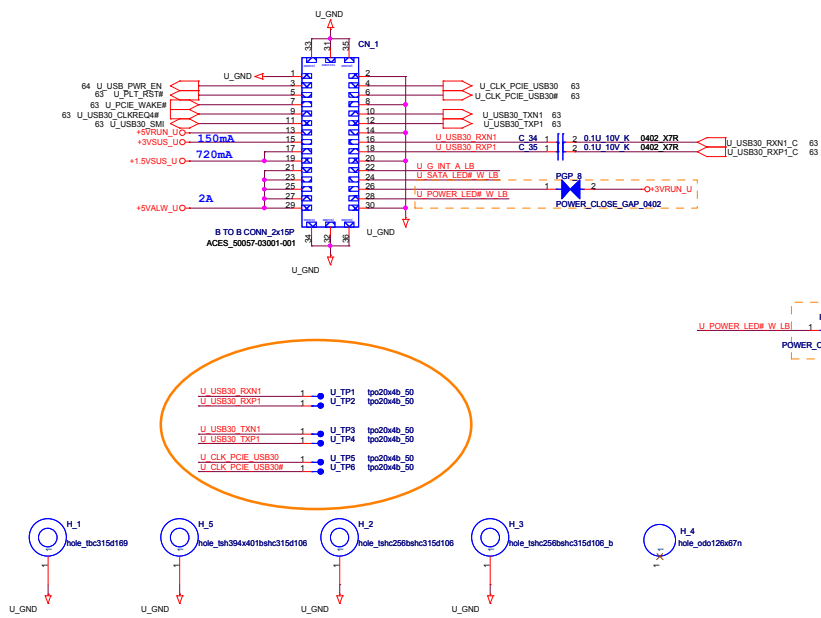 U_GND
33 31 35 CN_1
U_GND 1 2
64 U_USB_PWR_EN 3 4 U_CLK_PCIE_USB30 63
63 U_PLT_RST# 5 6 U_CLK_PCIE_USB30# 63
63 U_PCIE_WAKE# 7 8
63 U_USB30_CLKREQ4# 9 10 U_USB30_TXN1 63
63 U_USB30_SMI 11 12 U_USB30_TXP1 63
+5VRUN_U 13 14
+3VSUS_U 150mA 15 16 U_USB30_RXN1 C_34 1 2 0.1U_10V_K 0402_X7R U_USB30_RXN1_C 63
17 18 U_USB30_RXP1 C_35 1 2 0.1U_10V_K 0402_X7R U_USB30_RXP1_C 63
+1.5VSUS_U 720mA 19 20
21 22 U_G_INT_A_LB
23 24 U_SATA_LED#_W_LB
25 26 1 PGP_8 2 +3VRUN_U
27 28 U_POWER_LED#_W_LB
+5VALW_U 2A 29 30 POWER_CLOSE_GAP_0402
34 32 36 U_GND
B TO B CONN_2x15P
ACES_50057-03001-001
U_GND
U_POWER_LED#_W_LB 1
POWER_C
U_USB30_RXN1 1 U_TP1 tpo20x4b_50
U_USB30_RXP1 1 U_TP2 tpo20x4b_50
U_USB30_TXN1 1 U_TP3 tpo20x4b_50
U_USB30_TXP1 1 U_TP4 tpo20x4b_50
U_CLK_PCIE_USB30 1 U_TP5 tpo20x4b_50
U_CLK_PCIE_USB30# 1 U_TP6 tpo20x4b_50
H_1 H_5 H_2 H_3 H_4
hole_tbc315d169 hole_tsh394x401bshc315d106 hole_tshc256bshc315d106 hole_tshc256bshc315d106_b hole_odo126x67n
1 1 1 1 1
U_GND U_GND U_GND U_GND